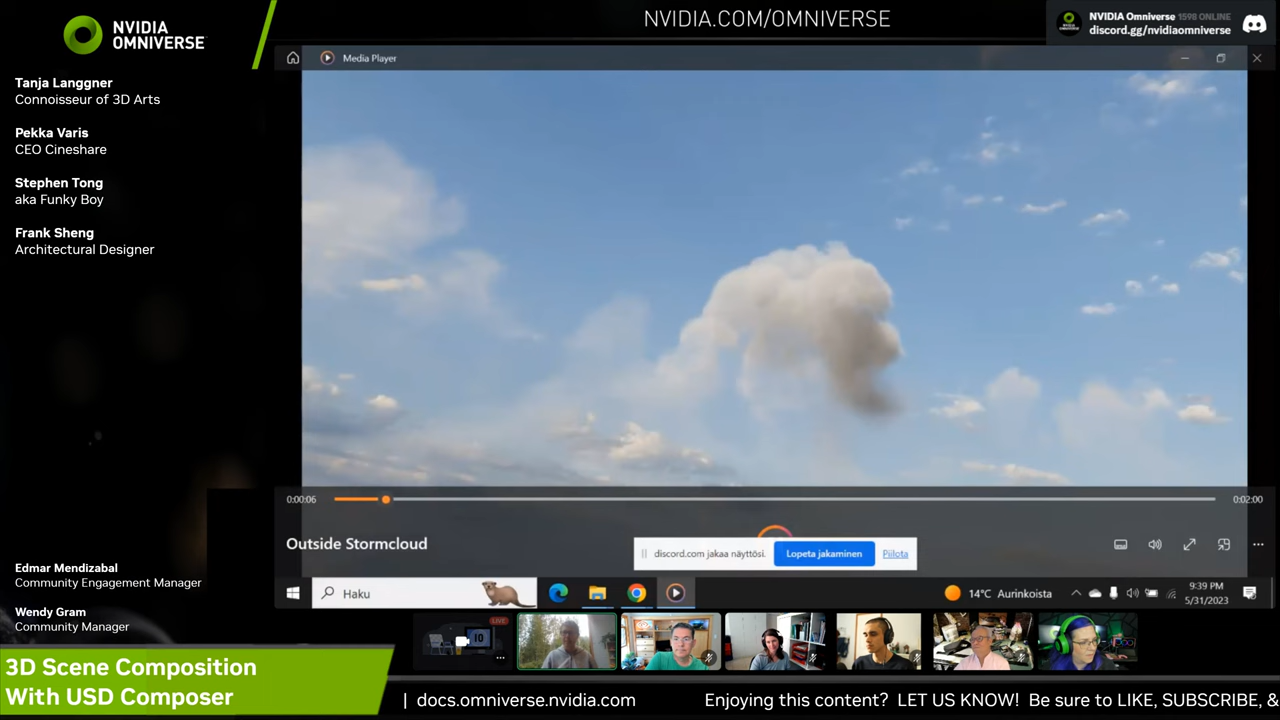 NVIDIA
OMNIVERSE
NVIDIA.COM/OMNIVERSE
NVIDIA Omniverse 1598 ONLINE
discord.gg/nvidiaomniverse
Media Player
Tanja Langgner
Connoisseur of 3D Arts
Pekka Varis
CEO Cineshare
Stephen Tong
aka Funky Boy
Frank Sheng
Architectural Designer
0:00:06
0:02:00
Outside Stormcloud
discord.com jakaa näyttösi.
Lopeta jakaminen
Piilota
Haku
14°C Aurinkoista
9:39 PM
5/31/2023
Edmar Mendizabal
Community Engagement Manager
Wendy Gram
Community Manager
LIVE
3D Scene Composition
With USD Composer
| docs.omniverse.nvidia.com
Enjoying this content? LET US KNOW! Be sure to LIKE, SUBSCRIBE, &